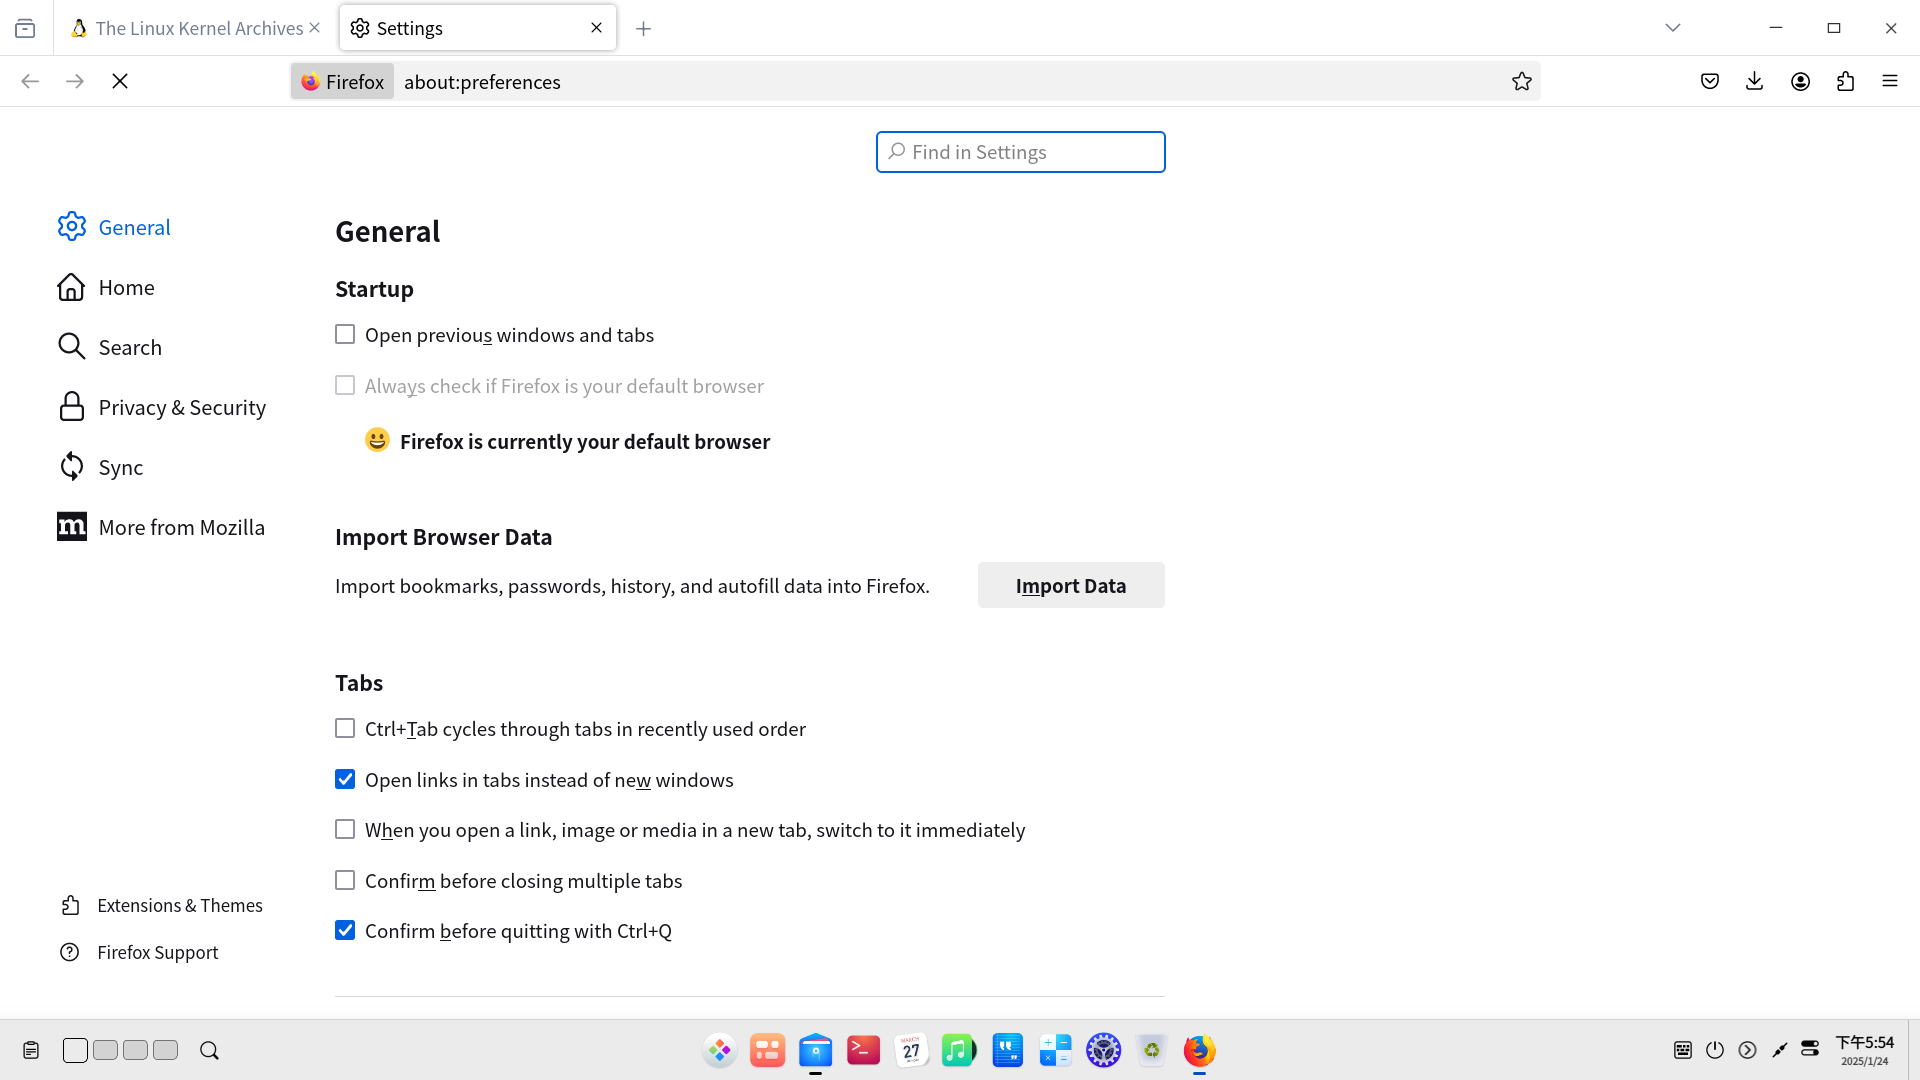 The Linux Kernel Archives
Settings
Firefox
about:preferences
Find in Settings
General
Home
Search
Privacy & Security
Sync
m
More from Mozilla
Extensions & Themes
Firefox Support
General
Startup
Open previous windows and tabs
Always check if Firefox is your default browser
Firefox is currently your default browser
Import Browser Data
Import bookmarks, passwords, history, and autofill data into Firefox.
Import Data
Tabs
Ctrl+Tab cycles through tabs in recently used order
Open links in tabs instead of new windows
When you open a link, image or media in a new tab, switch to it immediately
Confirm before closing multiple tabs
Confirm before quitting with Ctrl+Q
MARCH
27
下午5:54
2025/1/24